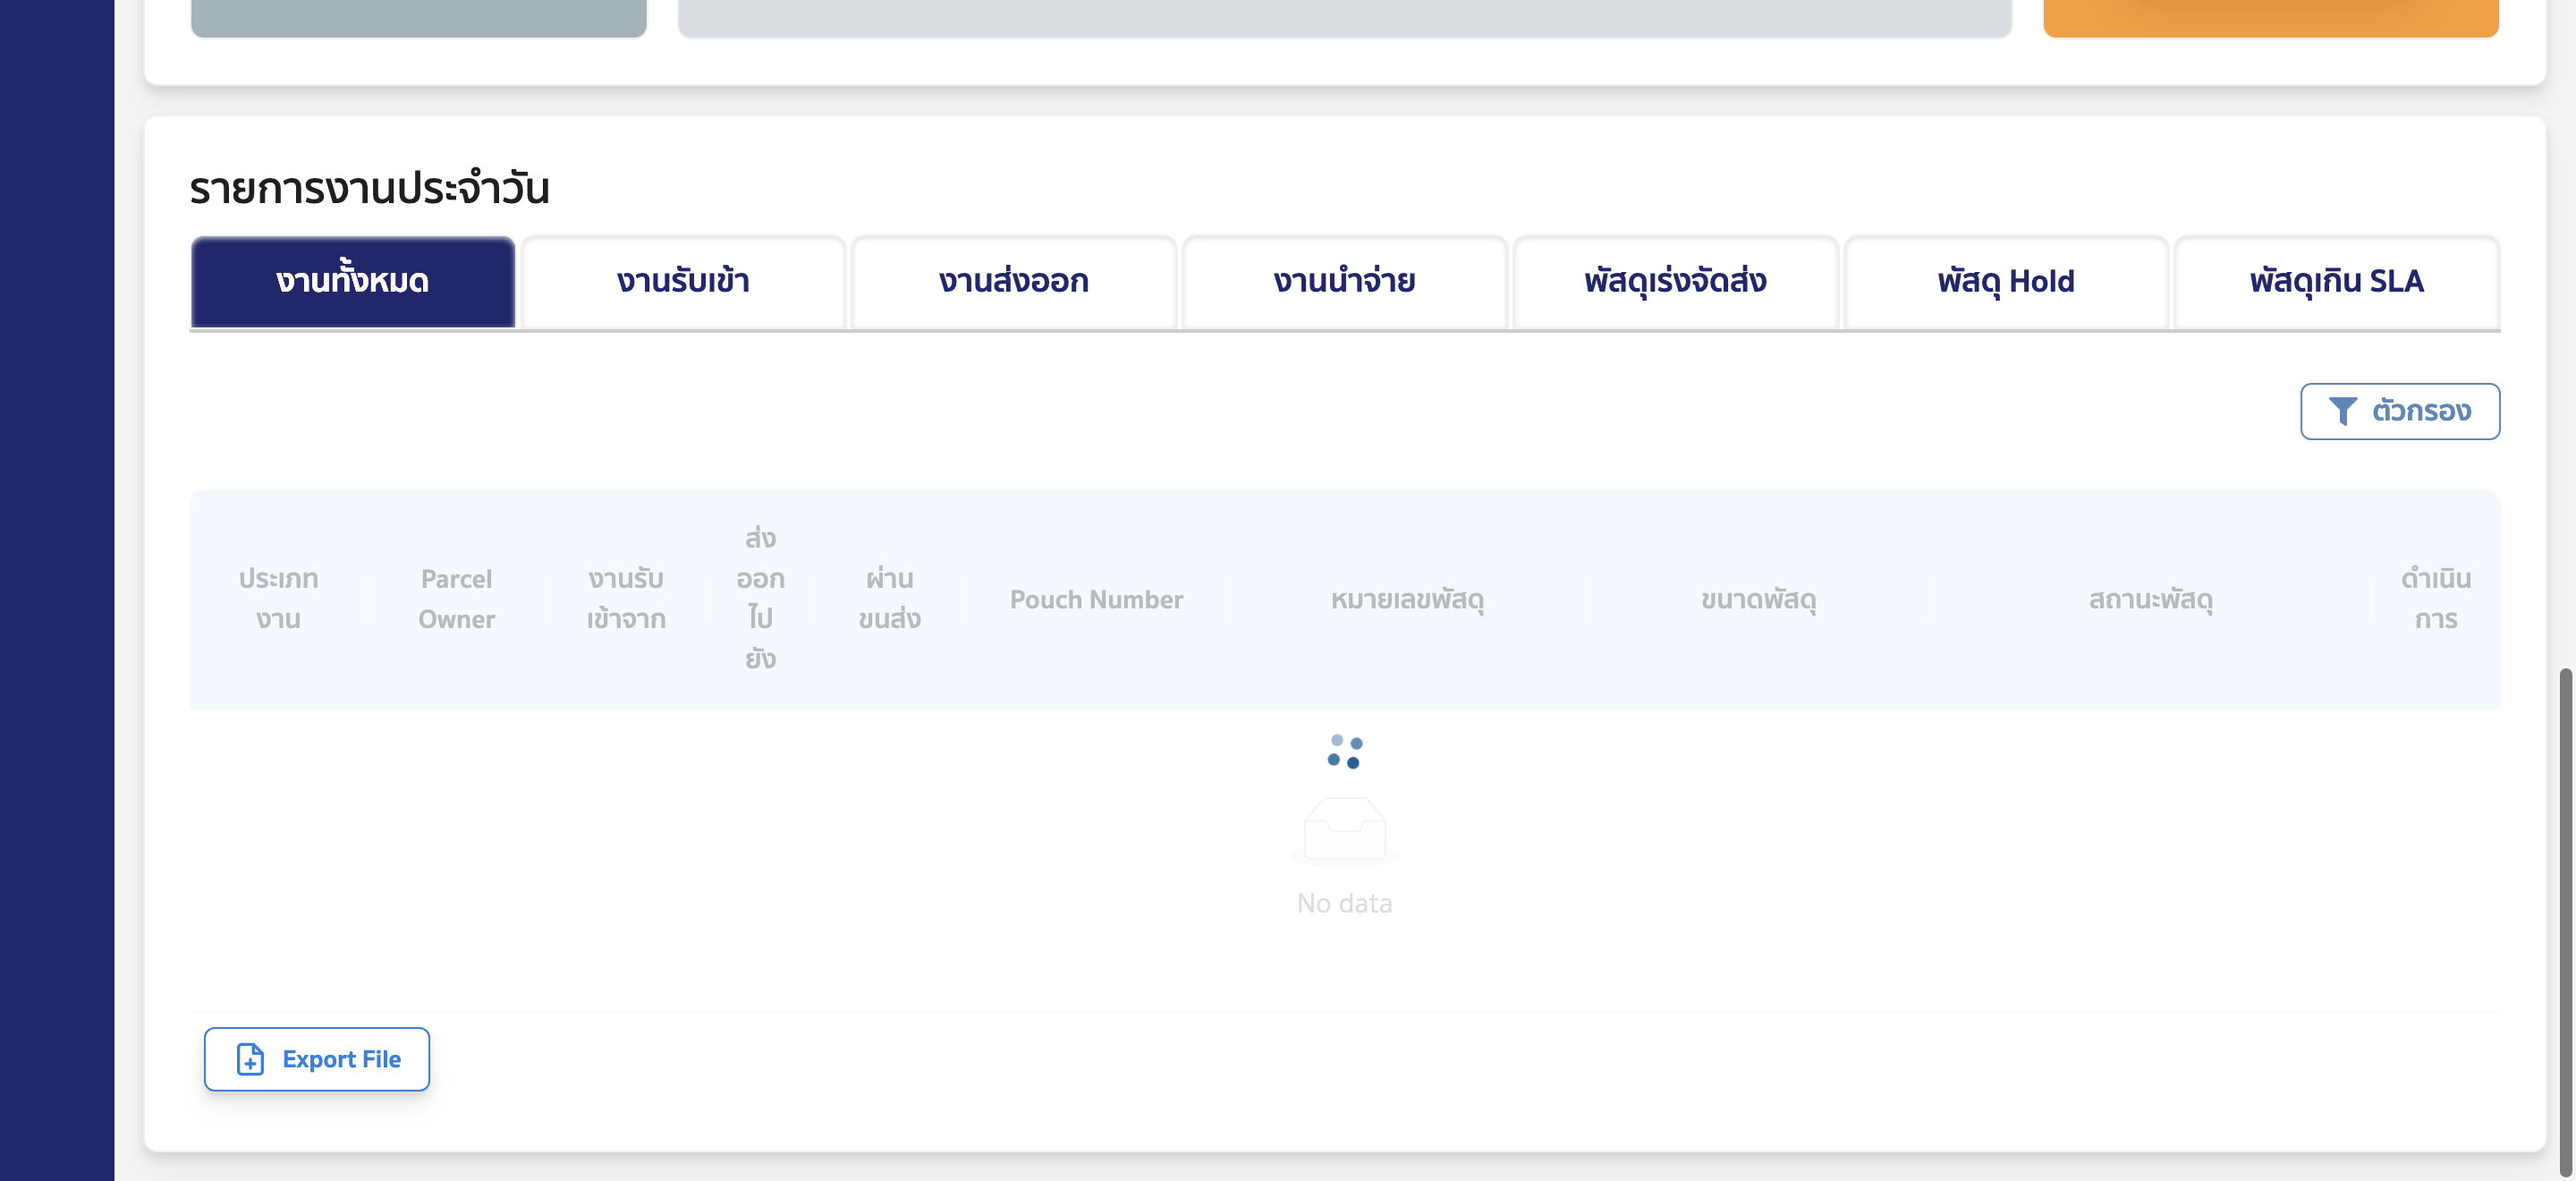 รายการงานประจำวัน
งานทั้งหมด
งานรับเข้า
งานส่งออก
งานนำจ่าย
พัสดุเร่งจัดส่ง
พัสดุ Hold
พัสดุเกิน SLA
ตัวกรอง
ประเภท
งาน
Parcel
Owner
งานรับ
เข้าจาก
ส่ง
ออก
ไป
ยัง
ผ่าน
ขนส่ง
Pouch Number
หมายเลขพัสดุ
ขนาดพัสดุ
สถานะพัสดุ
ดำเนิน
การ
No data
Export File